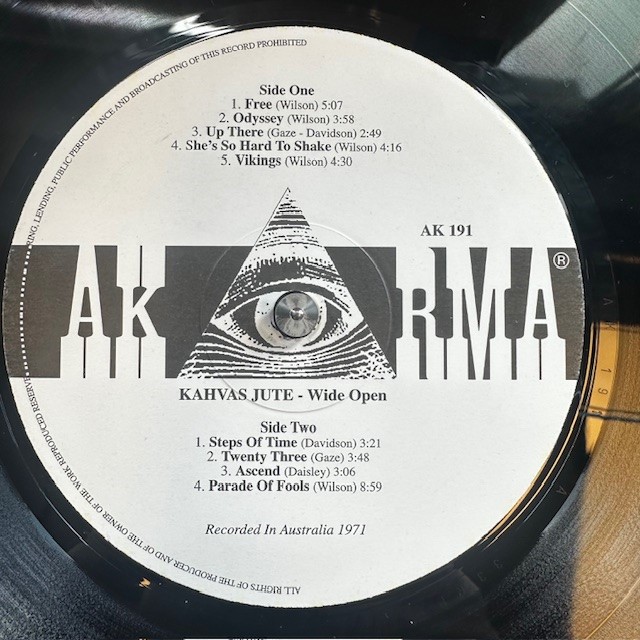 Side One
1. Free (Wilson) 5:07
2. Odyssey (Wilson) 3:58
3. Up There (Gaze - Davidson) 2:49
4. She's So Hard To Shake (Wilson) 4:16
5. Vikings (Wilson) 4:30
AK 191
AKARMA ®
KAHVAS JUTE - Wide Open
Side Two
1. Steps Of Time (Davidson) 3:21
2. Twenty Three (Gaze) 3:48
3. Ascend (Daisley) 3:06
4. Parade Of Fools (Wilson) 8:59
Recorded In Australia 1971
ALL RIGHTS OF THE PRODUCER AND OF THE OWNER OF THE WORK REPRODUCED RESERVED LENDING, PUBLIC PERFORMANCE AND BROADCASTING OF THIS RECORD PROHIBITED